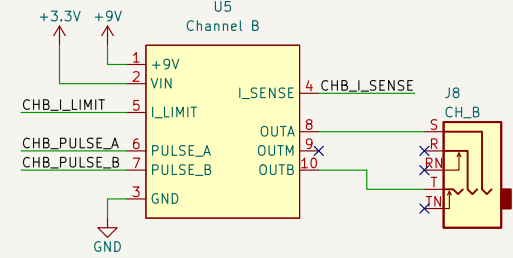 U5
Channel B
+3.3V
+9V
1 +9V
2 VIN
CHB_I_LIMIT 5 I_LIMIT
I_SENSE 4 CHB_I_SENSE
CHB_PULSE_A 6 PULSE_A
CHB_PULSE_B 7 PULSE_B
3 GND
OUTA 8
OUTM 9
OUTB 10
GND
J8
CH_B
S
R
RN
T
TN